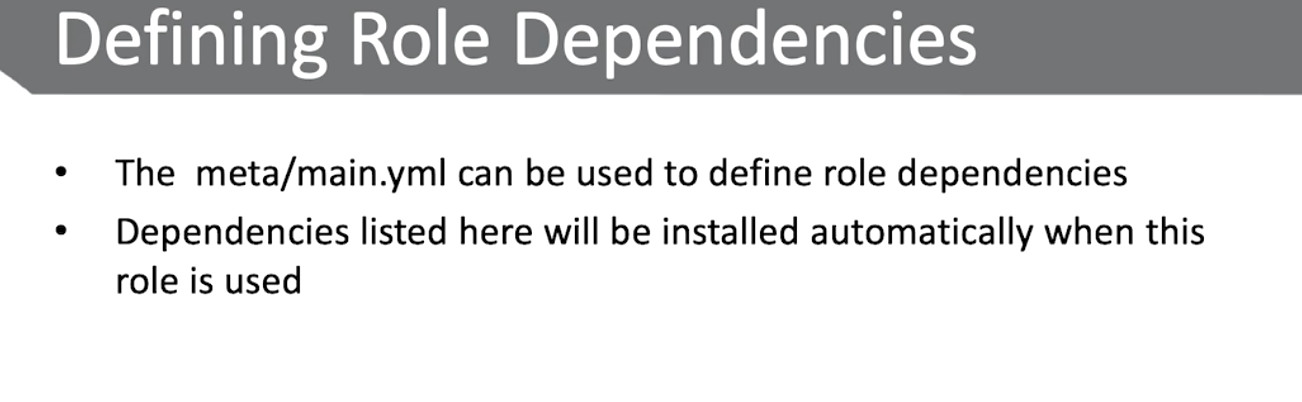 Defining Role Dependencies
• The  meta/main.yml can be used to define role dependencies
• Dependencies listed here will be installed automatically when this
role is used